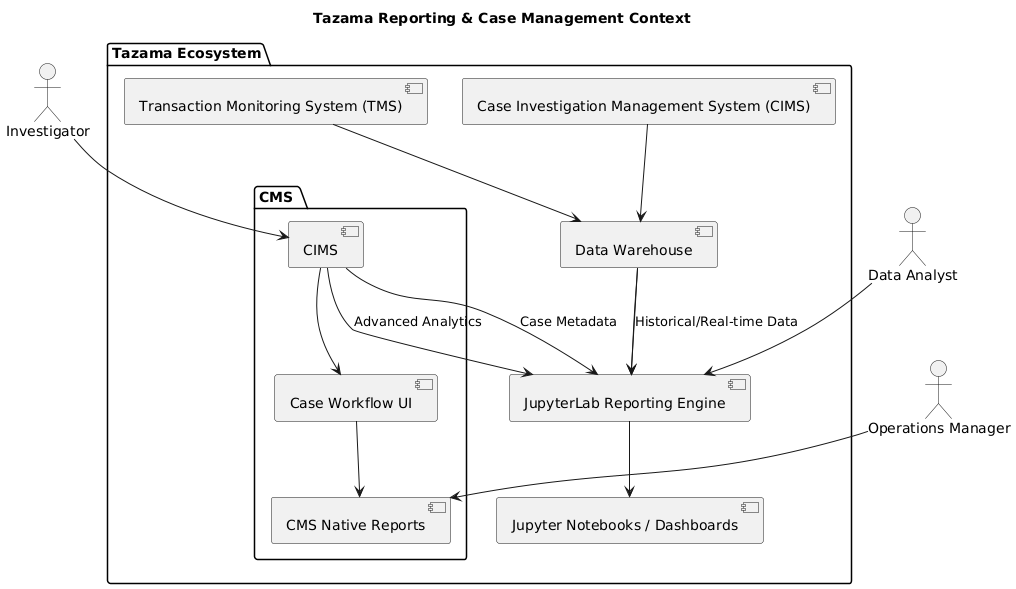 Tazama Reporting & Case Management Context
Tazama Ecosystem
Transaction Monitoring System (TMS)
Case Investigation Management System (CIMS)
Investigator
CMS
CIMS
Data Warehouse
Data Analyst
Advanced Analytics
Case Metadata
Historical/Real-time Data
Case Workflow UI
JupyterLab Reporting Engine
Operations Manager
CMS Native Reports
Jupyter Notebooks / Dashboards